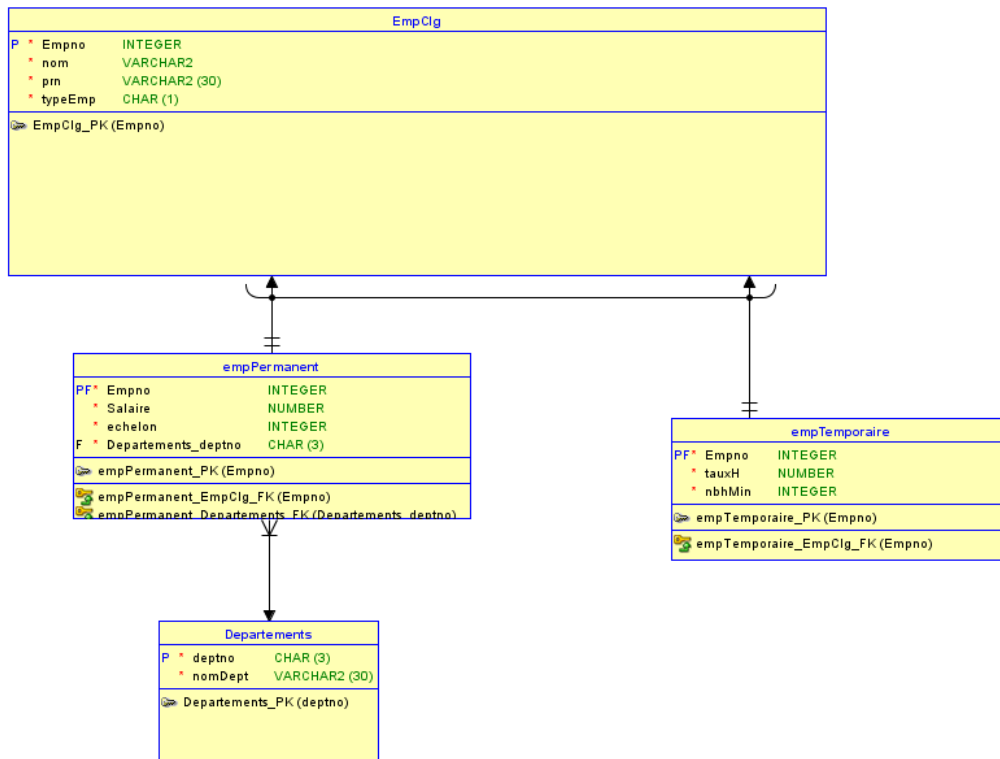 EmpClg
P * Empno INTEGER
* nom VARCHAR2
* prn VARCHAR2 (30)
* typeEmp CHAR (1)
EmpClg_PK (Empno)
empPermanent
PF* Empno INTEGER
* Salaire NUMBER
* echelon INTEGER
F * Departements_deptno CHAR (3)
empPermanent_PK (Empno)
empPermanent_EmpClg_FK (Empno)
empPermanent_Departements_FK (Departements_deptno)
empTemporaire
PF* Empno INTEGER
* tauxH NUMBER
* nbhMin INTEGER
empTemporaire_PK (Empno)
empTemporaire_EmpClg_FK (Empno)
Departements
P * deptno CHAR (3)
* nomDept VARCHAR2 (30)
Departements_PK (deptno)